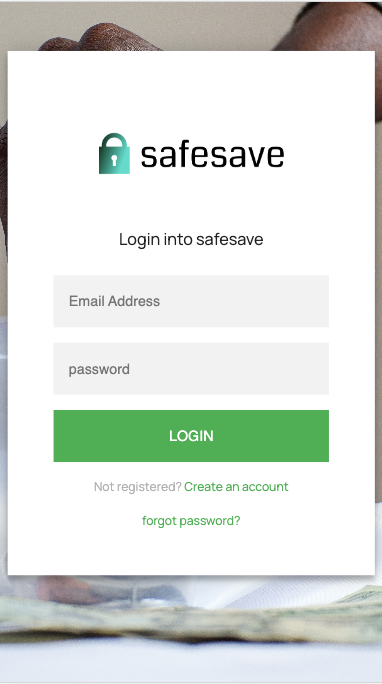 safesave
Login into safesave
Email Address
password
LOGIN
Not registered? Create an account
forgot password?